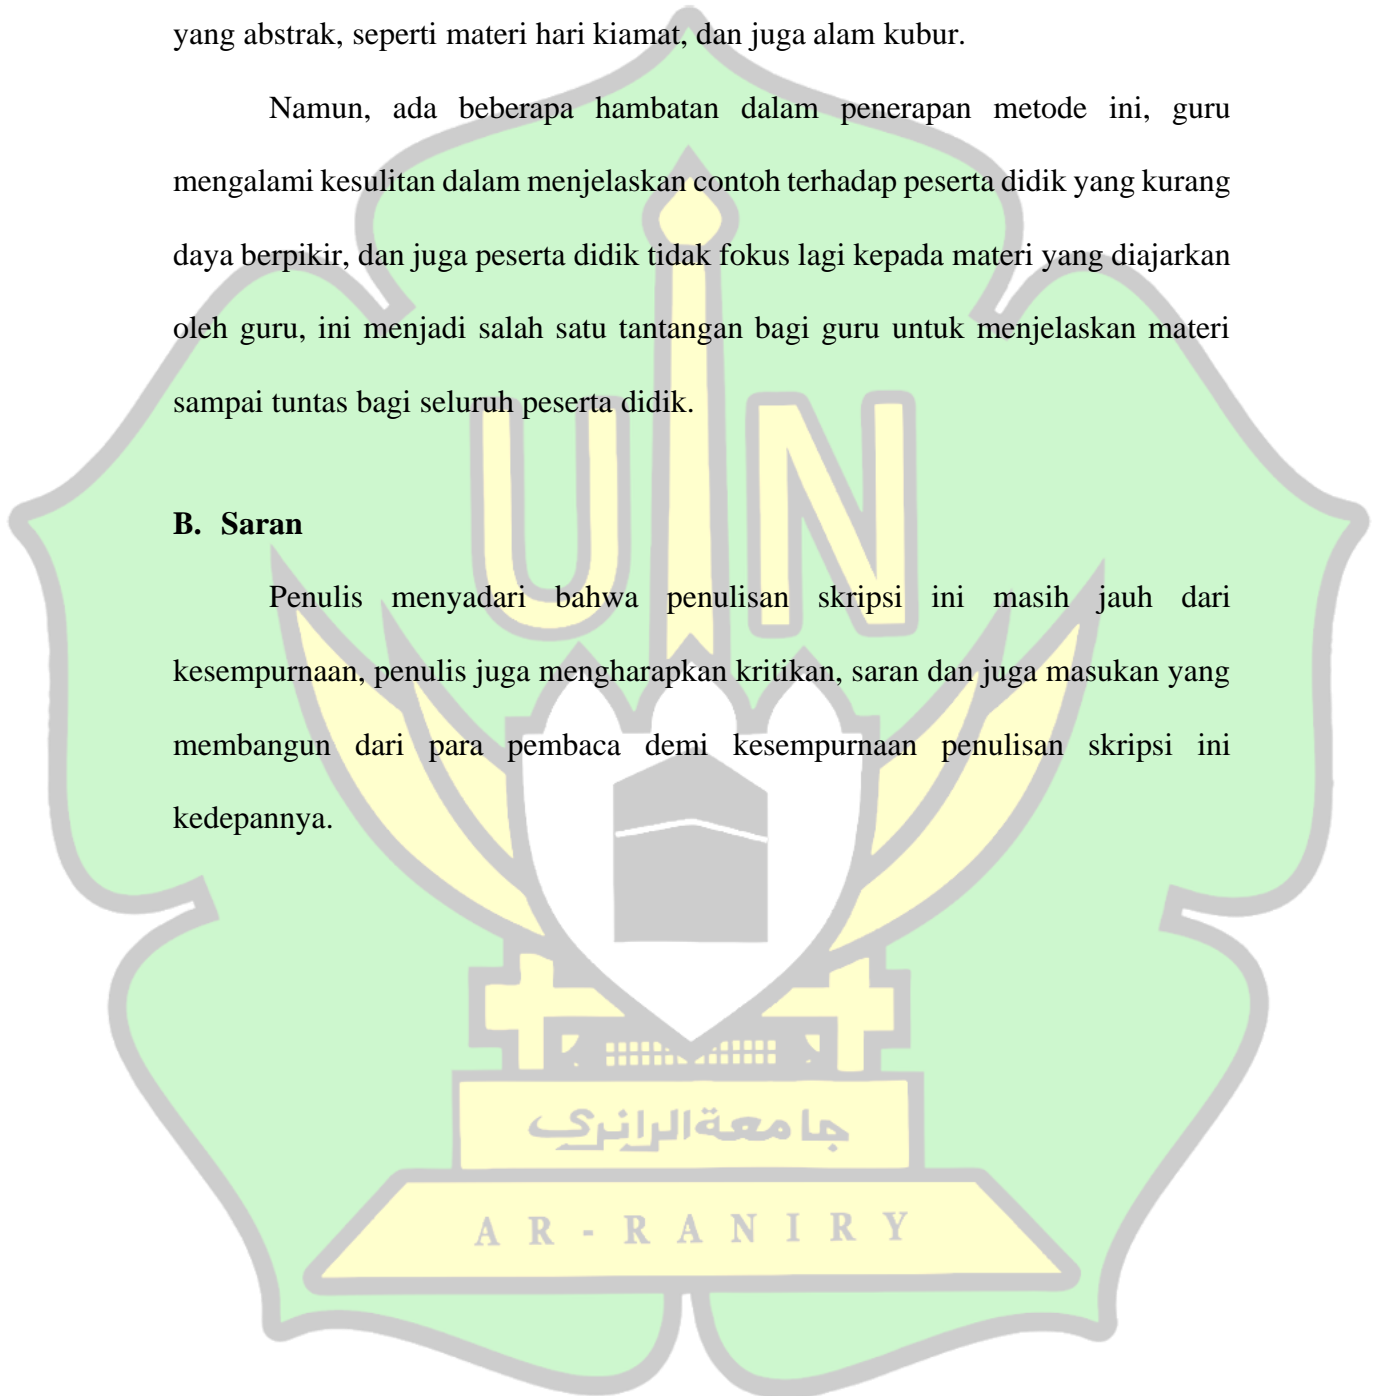 yang abstrak, seperti materi hari kiamat, dan juga alam kubur.
Namun, ada beberapa hambatan dalam penerapan metode ini, guru
mengalami kesulitan dalam menjelaskan contoh terhadap peserta didik yang kurang
daya berpikir, dan juga peserta didik tidak fokus lagi kepada materi yang diajarkan
oleh guru, ini menjadi salah satu tantangan bagi guru untuk menjelaskan materi
sampai tuntas bagi seluruh peserta didik.
UIN
B. Saran
Penulis menyadari bahwa penulisan skripsi ini masih jauh dari
kesempurnaan, penulis juga mengharapkan kritikan, saran dan juga masukan yang
membangun dari para pembaca demi kesempurnaan penulisan skripsi ini
kedepannya.
جامعة الرانري
AR-RANIRY